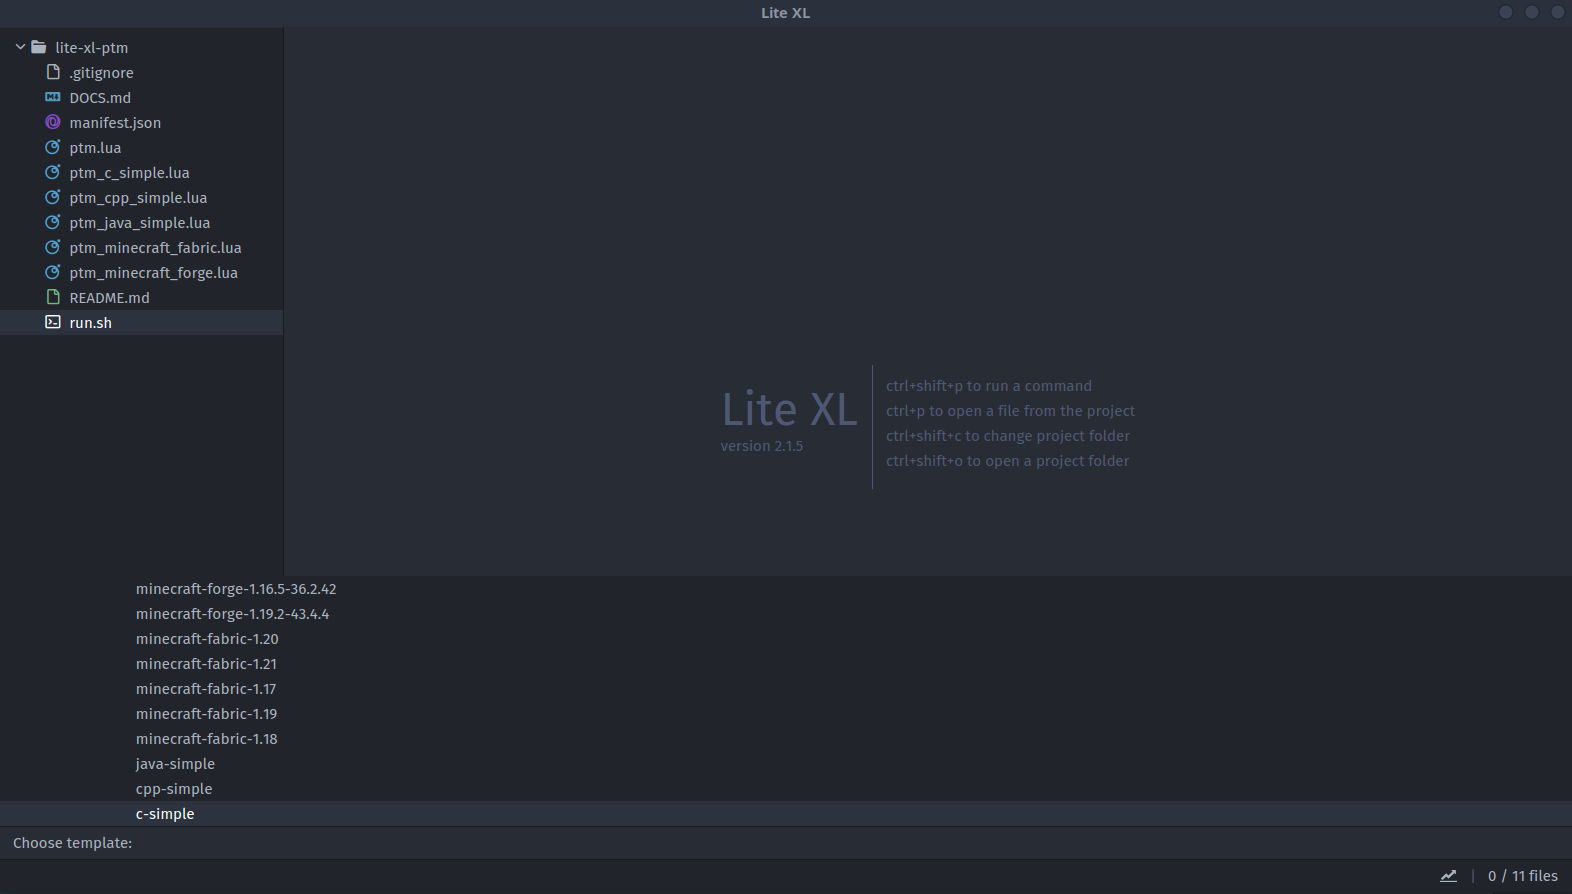 Lite XL
lite-xl-ptm
.gitignore
DOCS.md
manifest.json
ptm.lua
ptm_c_simple.lua
ptm_cpp_simple.lua
ptm_java_simple.lua
ptm_minecraft_fabric.lua
ptm_minecraft_forge.lua
README.md
run.sh
Lite XL
version 2.1.5
ctrl+shift+p to run a command
ctrl+p to open a file from the project
ctrl+shift+c to change project folder
ctrl+shift+o to open a project folder
minecraft-forge-1.16.5-36.2.42
minecraft-forge-1.19.2-43.4.4
minecraft-fabric-1.20
minecraft-fabric-1.21
minecraft-fabric-1.17
minecraft-fabric-1.19
minecraft-fabric-1.18
java-simple
cpp-simple
c-simple
Choose template:
0 / 11 files